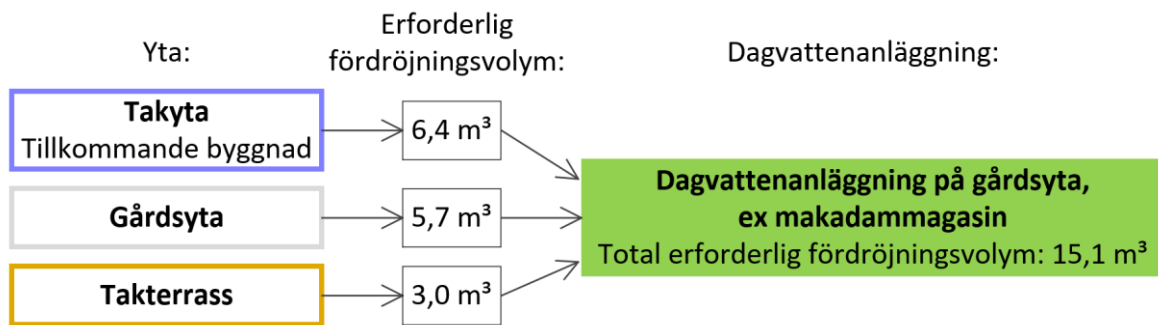 Yta:
Erforderlig
fördröjningsvolym:
Dagvattenanläggning:
Takyta
Tillkommande byggnad
6,4 m³
Gårdsyta
5,7 m³
Takterrass
3,0 m³
Dagvattenanläggning på gårdsyta,
ex makadammagasin
Total erforderlig fördröjningsvolym: 15,1 m³